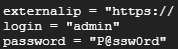 externalip = "https://
login = "admin"
password = "P@ssw0rd"